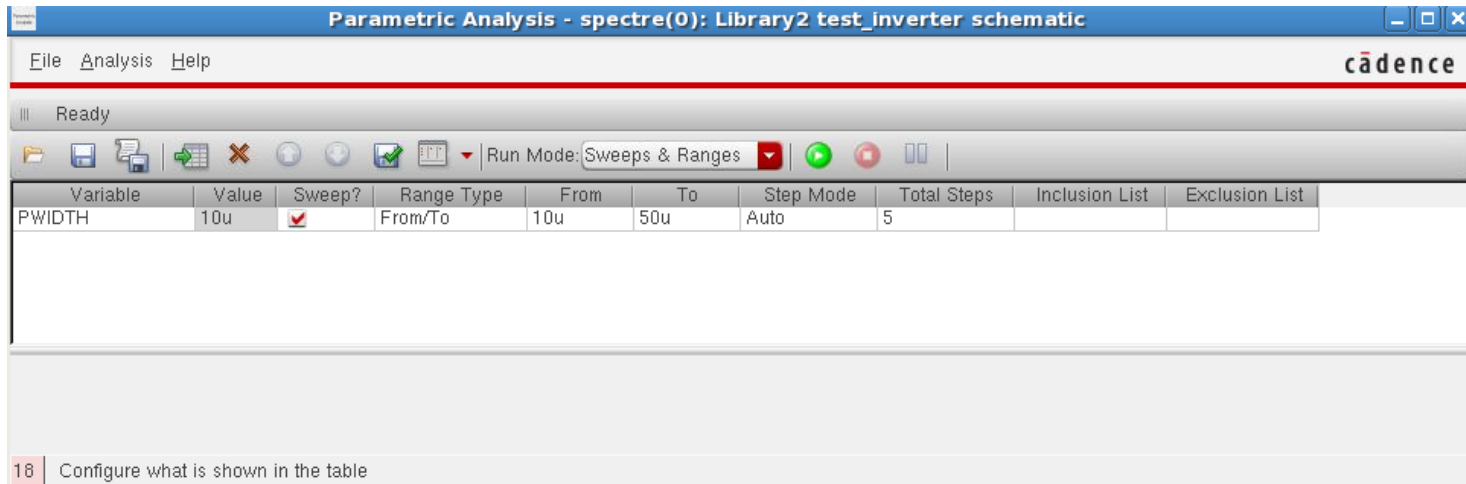 Parametric Analysis - spectre(0): Library2 test_inverter schematic
File Analysis Help
cādence
Ready
Run Mode: Sweeps & Ranges
Variable Value Sweep? Range Type From To Step Mode Total Steps Inclusion List Exclusion List
PWIDTH 10u From/To 10u 50u Auto 5
18 Configure what is shown in the table